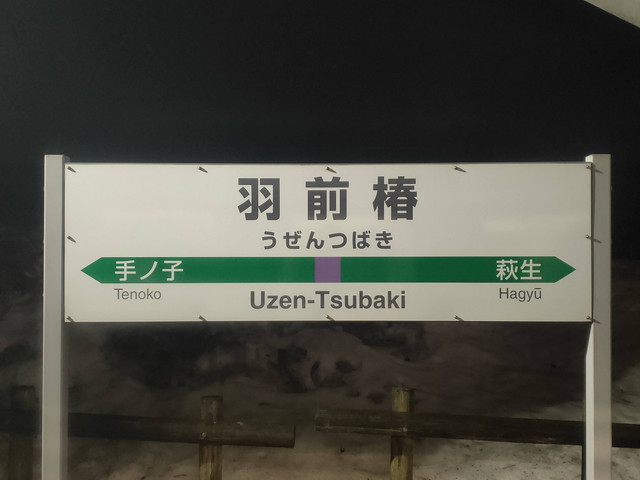 羽前椿
うぜんつばき
手ノ子 萩生
Tenoko Uzen-Tsubaki Hagyū